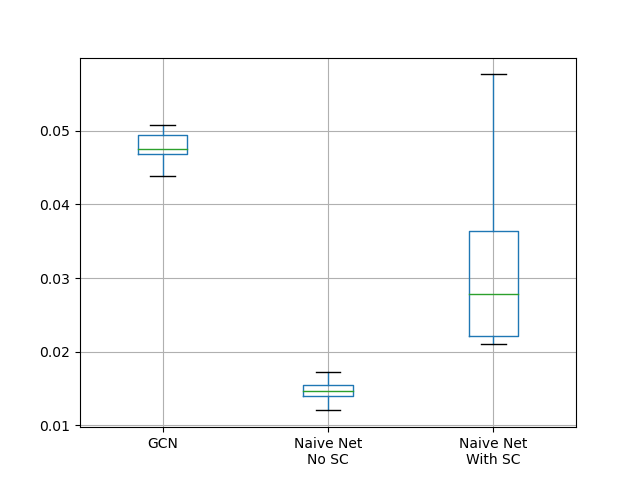 0.05
0.04
0.03
0.02
0.01
GCN
Naive Net
No SC
Naive Net
With SC